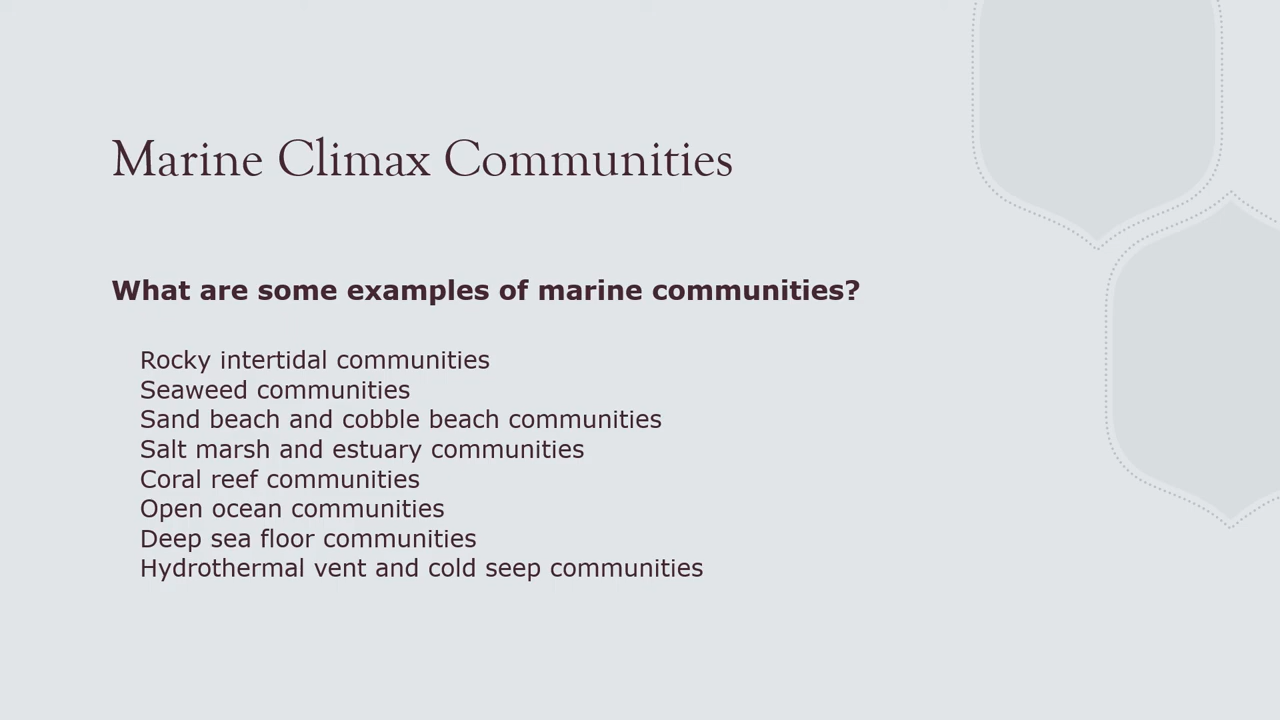 Marine Climax Communities
What are some examples of marine communities?
Rocky intertidal communities
Seaweed communities
Sand beach and cobble beach communities
Salt marsh and estuary communities
Coral reef communities
Open ocean communities
Deep sea floor communities
Hydrothermal vent and cold seep communities